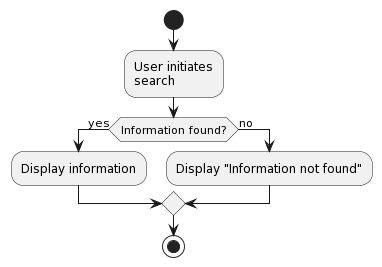 User initiates
search
yes
Information found?
no
Display information
Display "Information not found"